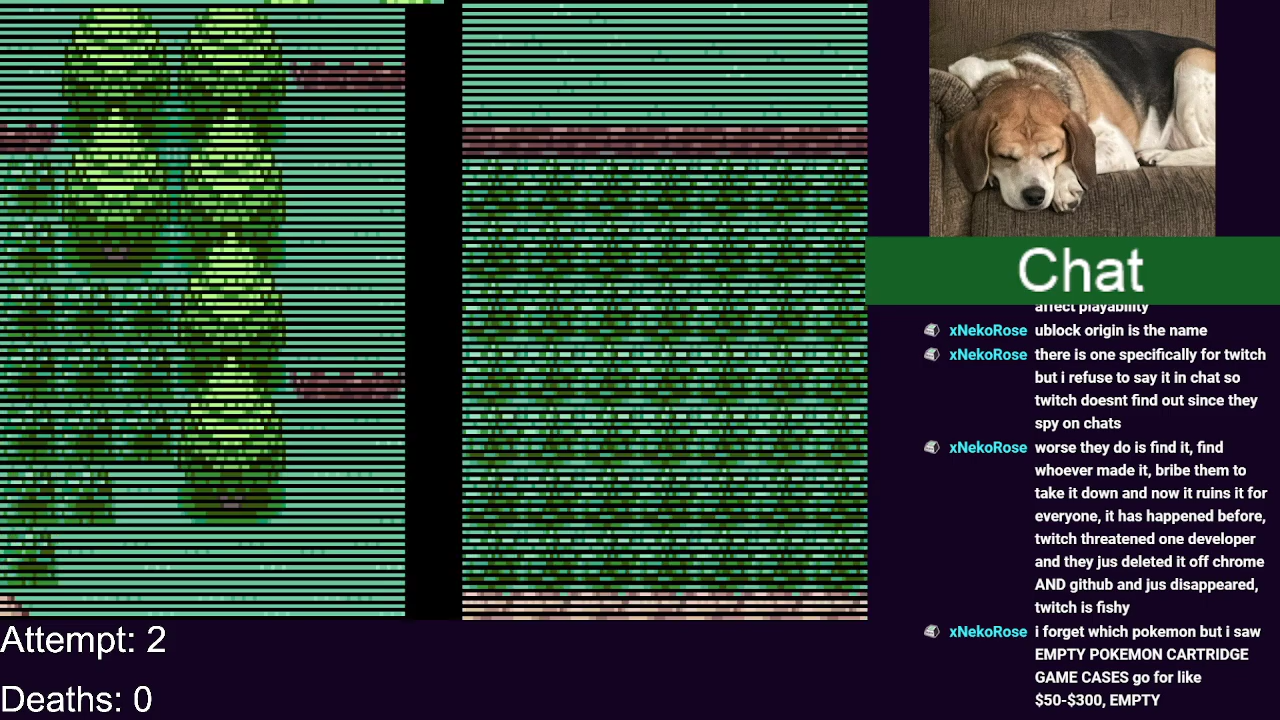 Chat
affect playability
xNekoRose ublock origin is the name
xNekoRose there is one specifically for twitch
but i refuse to say it in chat so
twitch doesnt find out since they
spy on chats
xNekoRose worse they do is find it, find
whoever made it, bribe them to
take it down and now it ruins it for
everyone, it has happened before,
twitch threatened one developer
and they jus deleted it off chrome
AND github and jus disappeared,
twitch is fishy
xNekoRose i forget which pokemon but i saw
EMPTY POKEMON CARTRIDGE
GAME CASES go for like
$50-$300, EMPTY
Attempt: 2
Deaths: 0